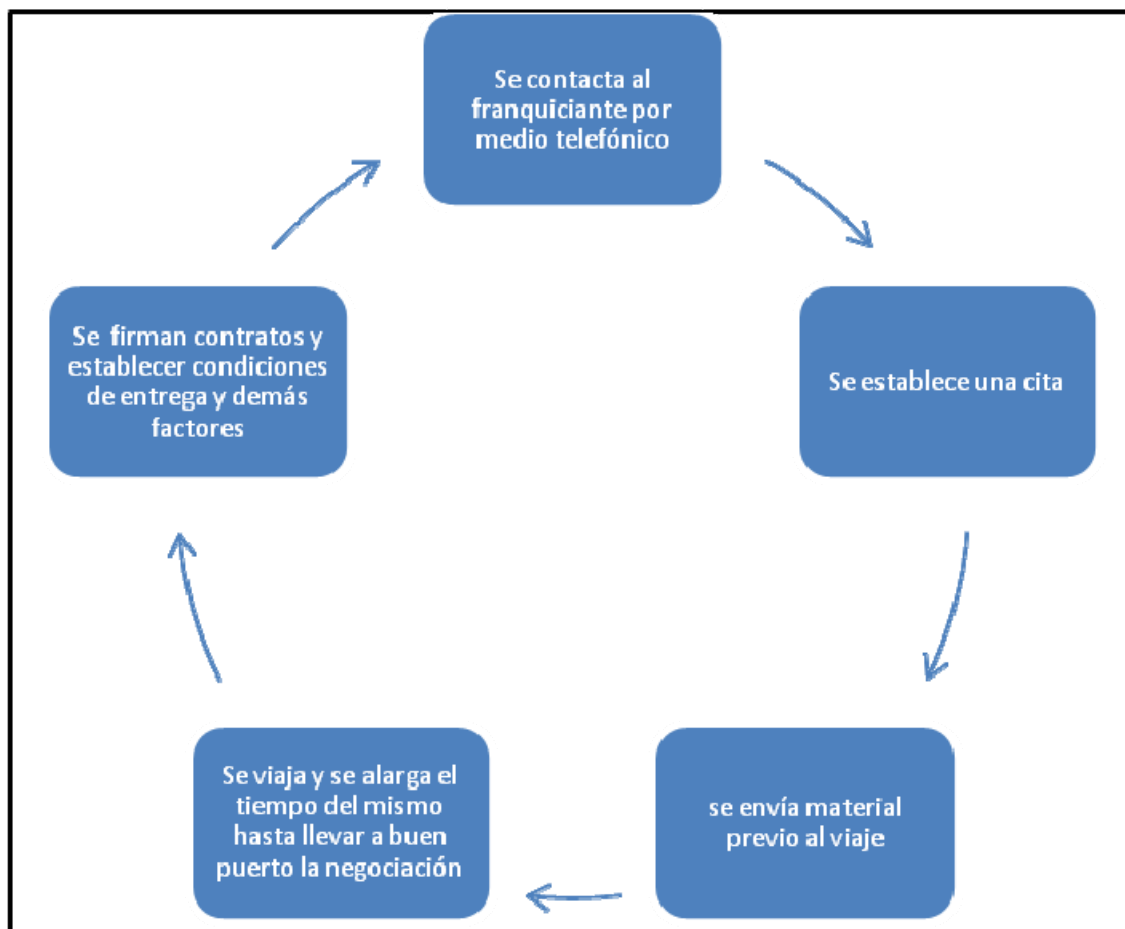 Se contacta al
franquiciante por
medio telefónico
Se establece una cita
se envía material
previo al viaje
Se viaja y se alarga el
tiempo del mismo
hasta llevar a buen
puerto la negociación
Se firman contratos y
establecer condiciones
de entrega y demás
factores